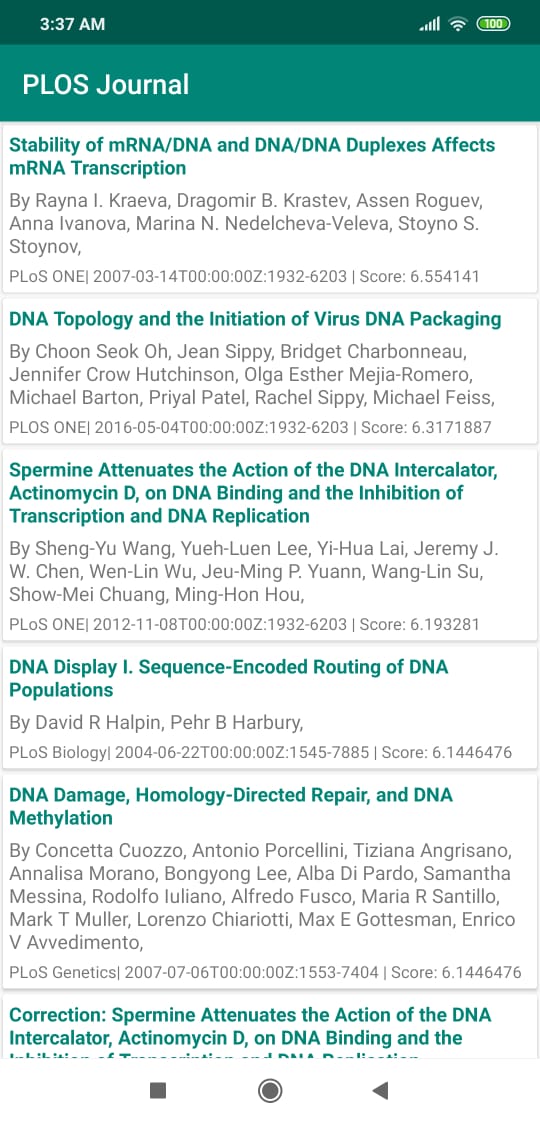 3:37 AM
100
PLOS Journal
Stability of mRNA/DNA and DNA/DNA Duplexes Affects
mRNA Transcription
By Rayna I. Kraeva, Dragomir B. Krastev, Assen Roguev,
Anna Ivanova, Marina N. Nedelcheva-Veleva, Stoyno S.
Stoynov,
PLoS ONE| 2007-03-14T00:00:00Z:1932-6203 | Score: 6.554141
DNA Topology and the Initiation of Virus DNA Packaging
By Choon Seok Oh, Jean Sippy, Bridget Charbonneau,
Jennifer Crow Hutchinson, Olga Esther Mejia-Romero,
Michael Barton, Priyal Patel, Rachel Sippy, Michael Feiss,
PLOS ONE| 2016-05-04T00:00:00Z:1932-6203 | Score: 6.3171887
Spermine Attenuates the Action of the DNA Intercalator,
Actinomycin D, on DNA Binding and the Inhibition of
Transcription and DNA Replication
By Sheng-Yu Wang, Yueh-Luen Lee, Yi-Hua Lai, Jeremy J.
W. Chen, Wen-Lin Wu, Jeu-Ming P. Yuann, Wang-Lin Su,
Show-Mei Chuang, Ming-Hon Hou,
PLoS ONE| 2012-11-08T00:00:00Z:1932-6203 | Score: 6.193281
DNA Display I. Sequence-Encoded Routing of DNA
Populations
By David R Halpin, Pehr B Harbury,
PLoS Biology| 2004-06-22T00:00:00Z:1545-7885 | Score: 6.1446476
DNA Damage, Homology-Directed Repair, and DNA
Methylation
By Concetta Cuozzo, Antonio Porcellini, Tiziana Angrisano,
Annalisa Morano, Bongyong Lee, Alba Di Pardo, Samantha
Messina, Rodolfo Iuliano, Alfredo Fusco, Maria R Santillo,
Mark T Muller, Lorenzo Chiariotti, Max E Gottesman, Enrico
V Avvedimento,
PLoS Genetics| 2007-07-06T00:00:00Z:1553-7404 | Score: 6.1446476
Correction: Spermine Attenuates the Action of the DNA
Intercalator, Actinomycin D, on DNA Binding and the
Inhibition of Transcription and DNA Replication